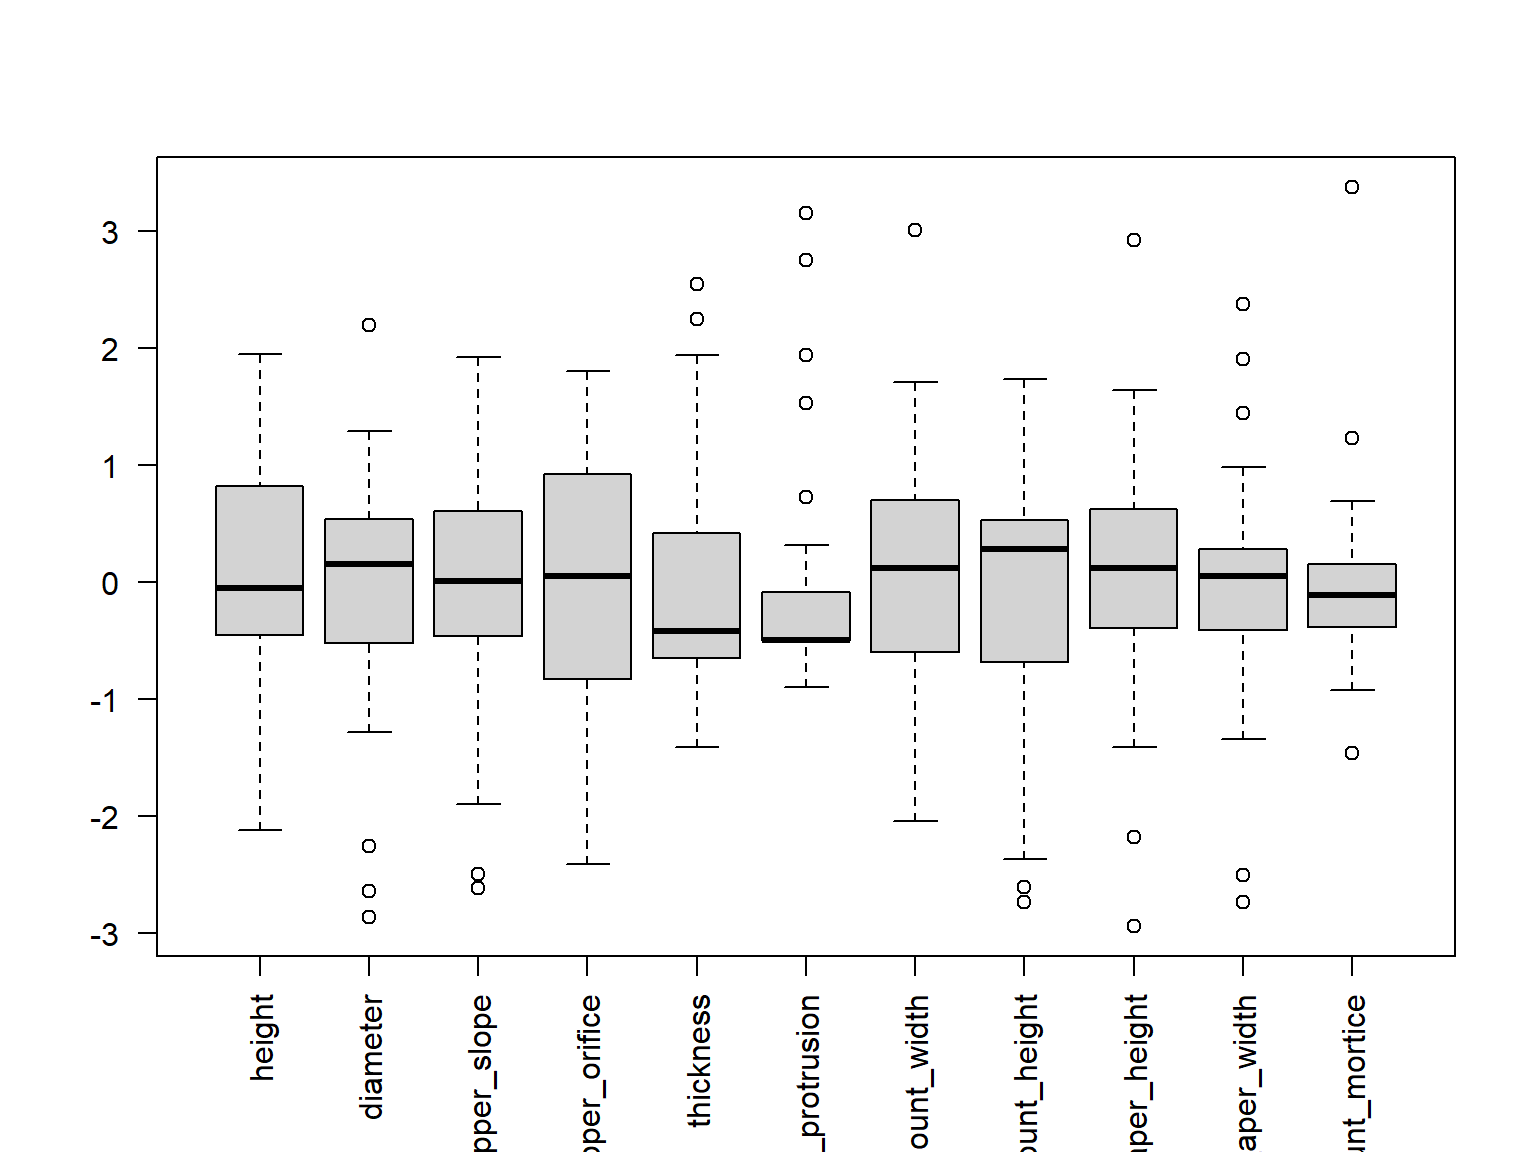 3
2
1
0
-1
-2
-3
height
diameter
pper_slope
pper_orifice
thickness
_protrusion
ount_width
ount_height
aper_height
aper_width
unt_mortice